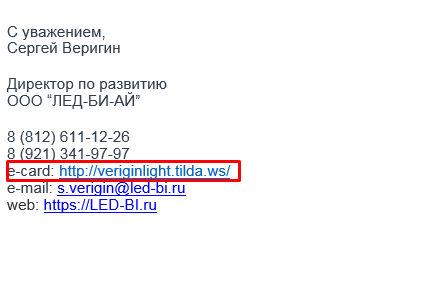 С уважением,
Сергей Веригин
Директор по развитию
ООО “ЛЕД-БИ-АЙ”
8 (812) 611-12-26
8 (921) 341-97-97
e-card: http://veriginlight.tilda.ws/
e-mail: s.verigin@led-bi.ru
web: https://LED-BI.ru